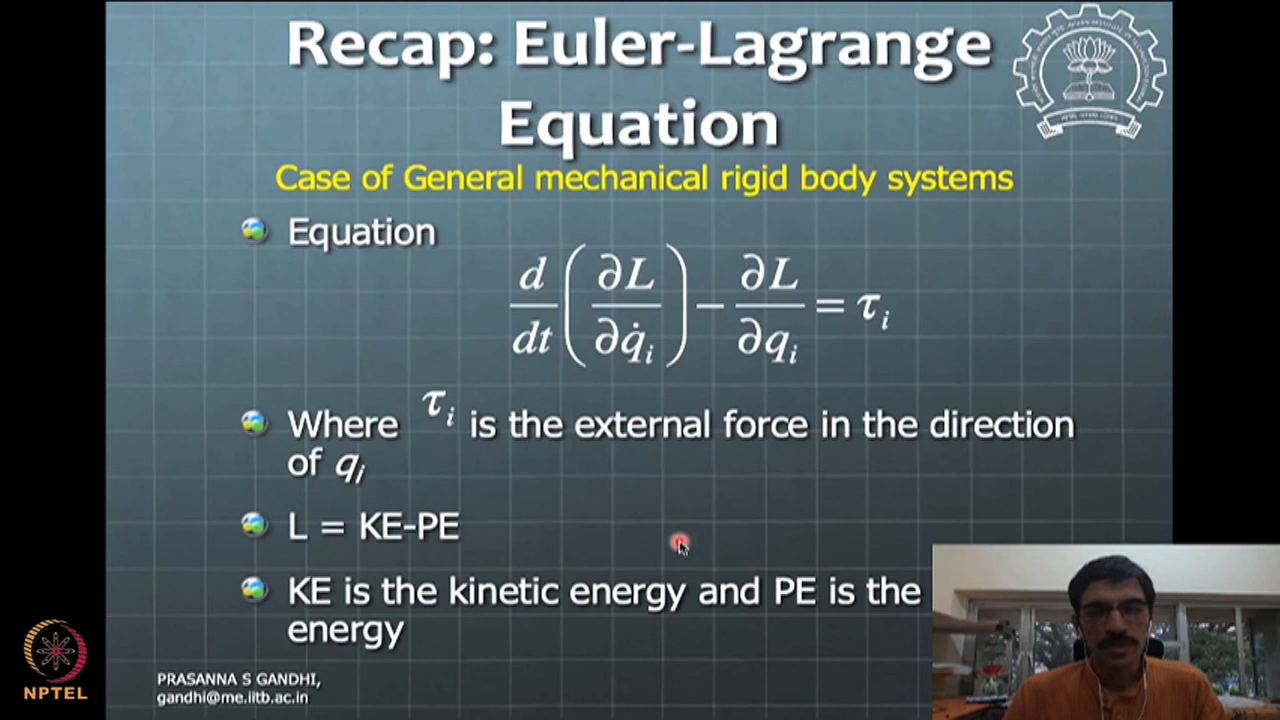 Recap: Euler-Lagrange
Equation
Case of General mechanical rigid body systems
Equation
d/dt (∂L/∂q̇ᵢ) − ∂L/∂qᵢ = τᵢ
Where τᵢ is the external force in the direction
of qᵢ
L = KE-PE
KE is the kinetic energy and PE is the
energy
PRASANNA S GANDHI,
gandhi@me.iitb.ac.in
NPTEL